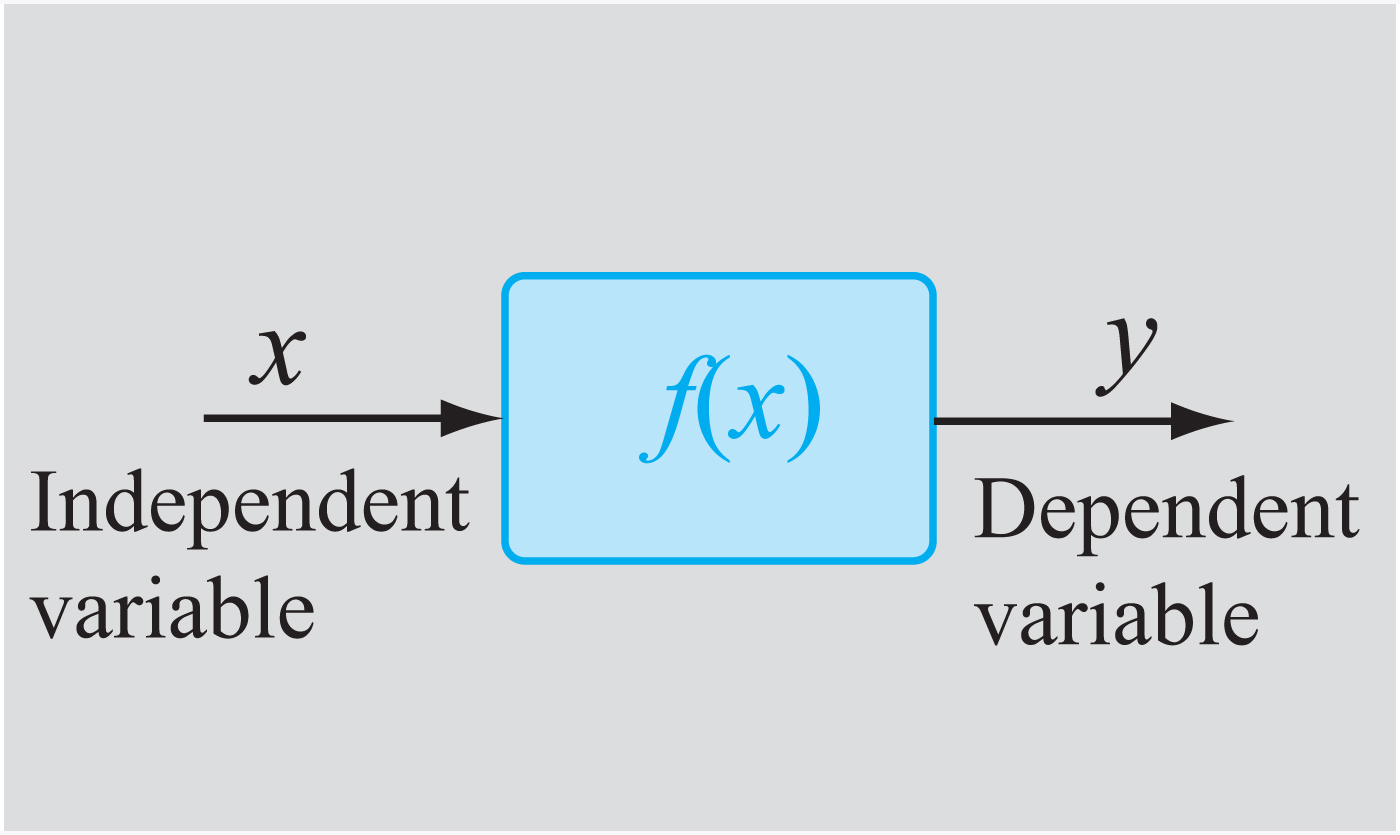 x
f(x)
y
Independent
variable
Dependent
variable